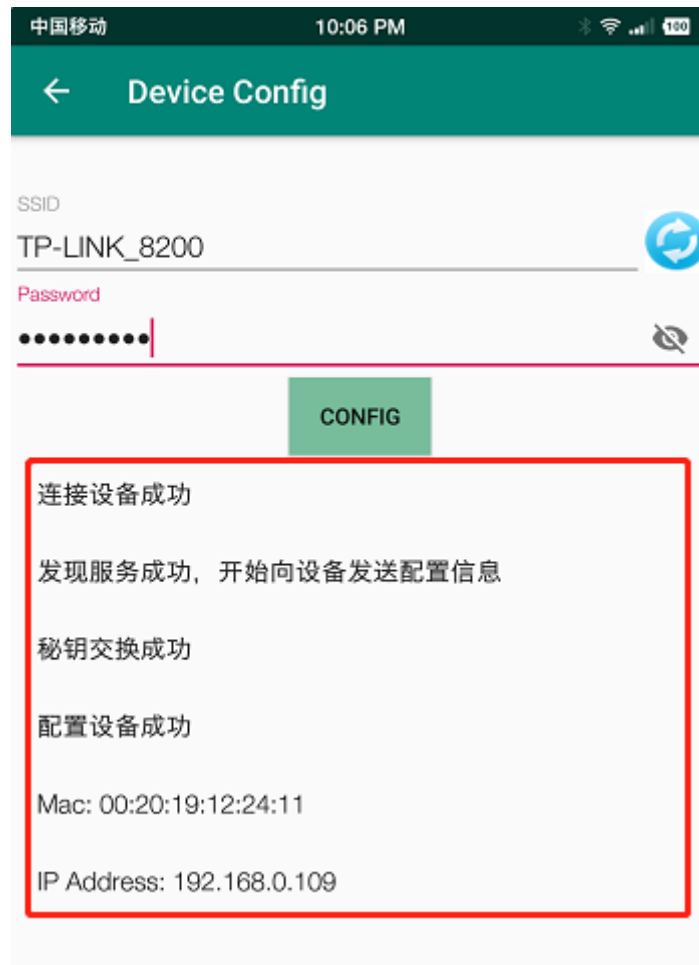 中国移动 10:06 PM 100
Device Config
SSID
TP-LINK_8200
Password
•••••••••
CONFIG
连接设备成功
发现服务成功，开始向设备发送配置信息
秘钥交换成功
配置设备成功
Mac: 00:20:19:12:24:11
IP Address: 192.168.0.109